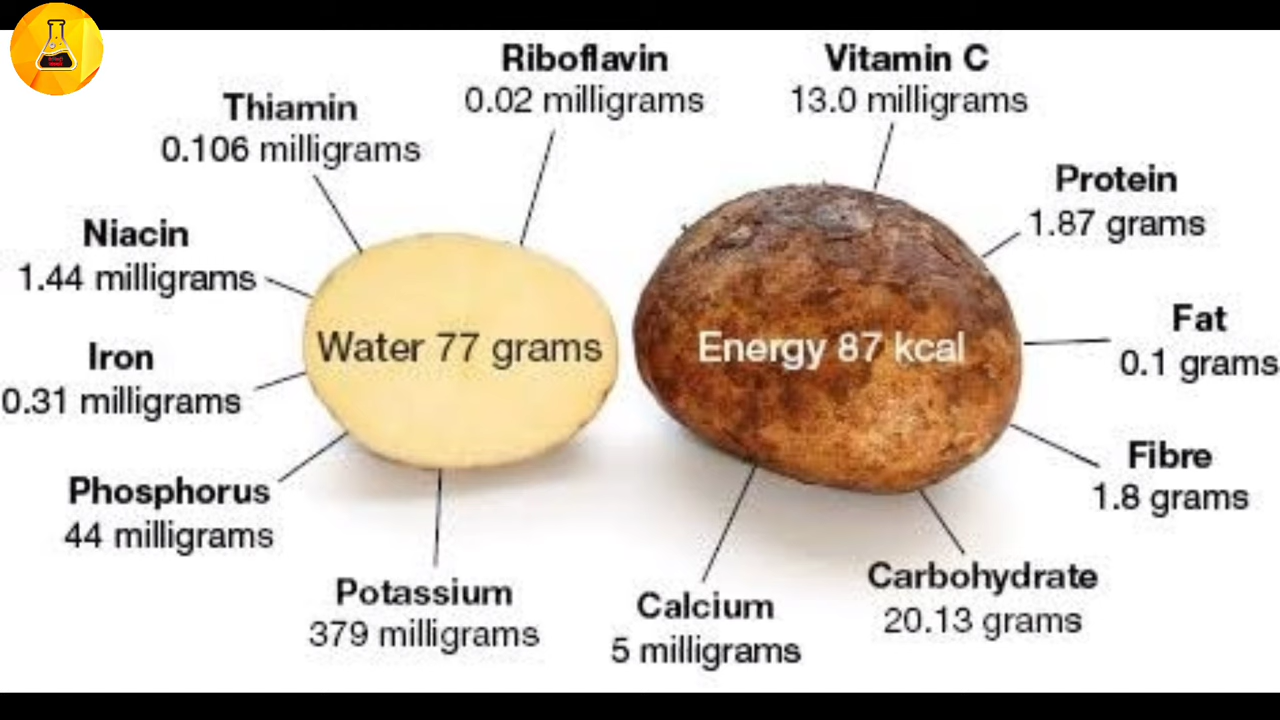 Riboflavin
0.02 milligrams
Vitamin C
13.0 milligrams
Thiamin
0.106 milligrams
Protein
1.87 grams
Niacin
1.44 milligrams
Water 77 grams
Energy 87 kcal
Fat
0.1 grams
Iron
0.31 milligrams
Fibre
1.8 grams
Phosphorus
44 milligrams
Potassium
379 milligrams
Calcium
5 milligrams
Carbohydrate
20.13 grams